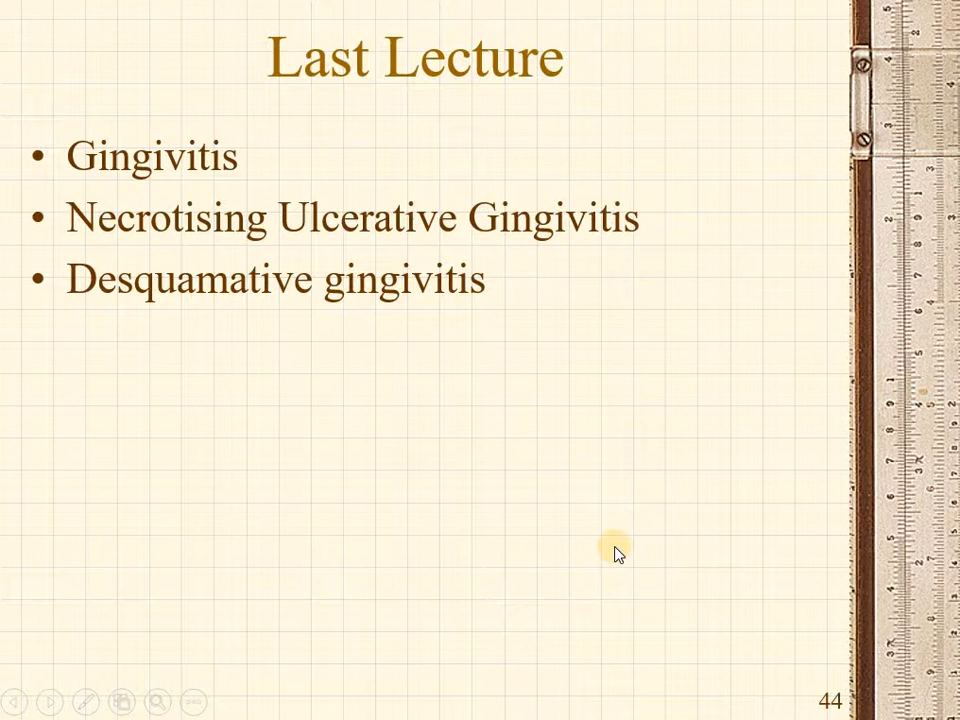 Last Lecture
• Gingivitis
• Necrotising Ulcerative Gingivitis
• Desquamative gingivitis
44